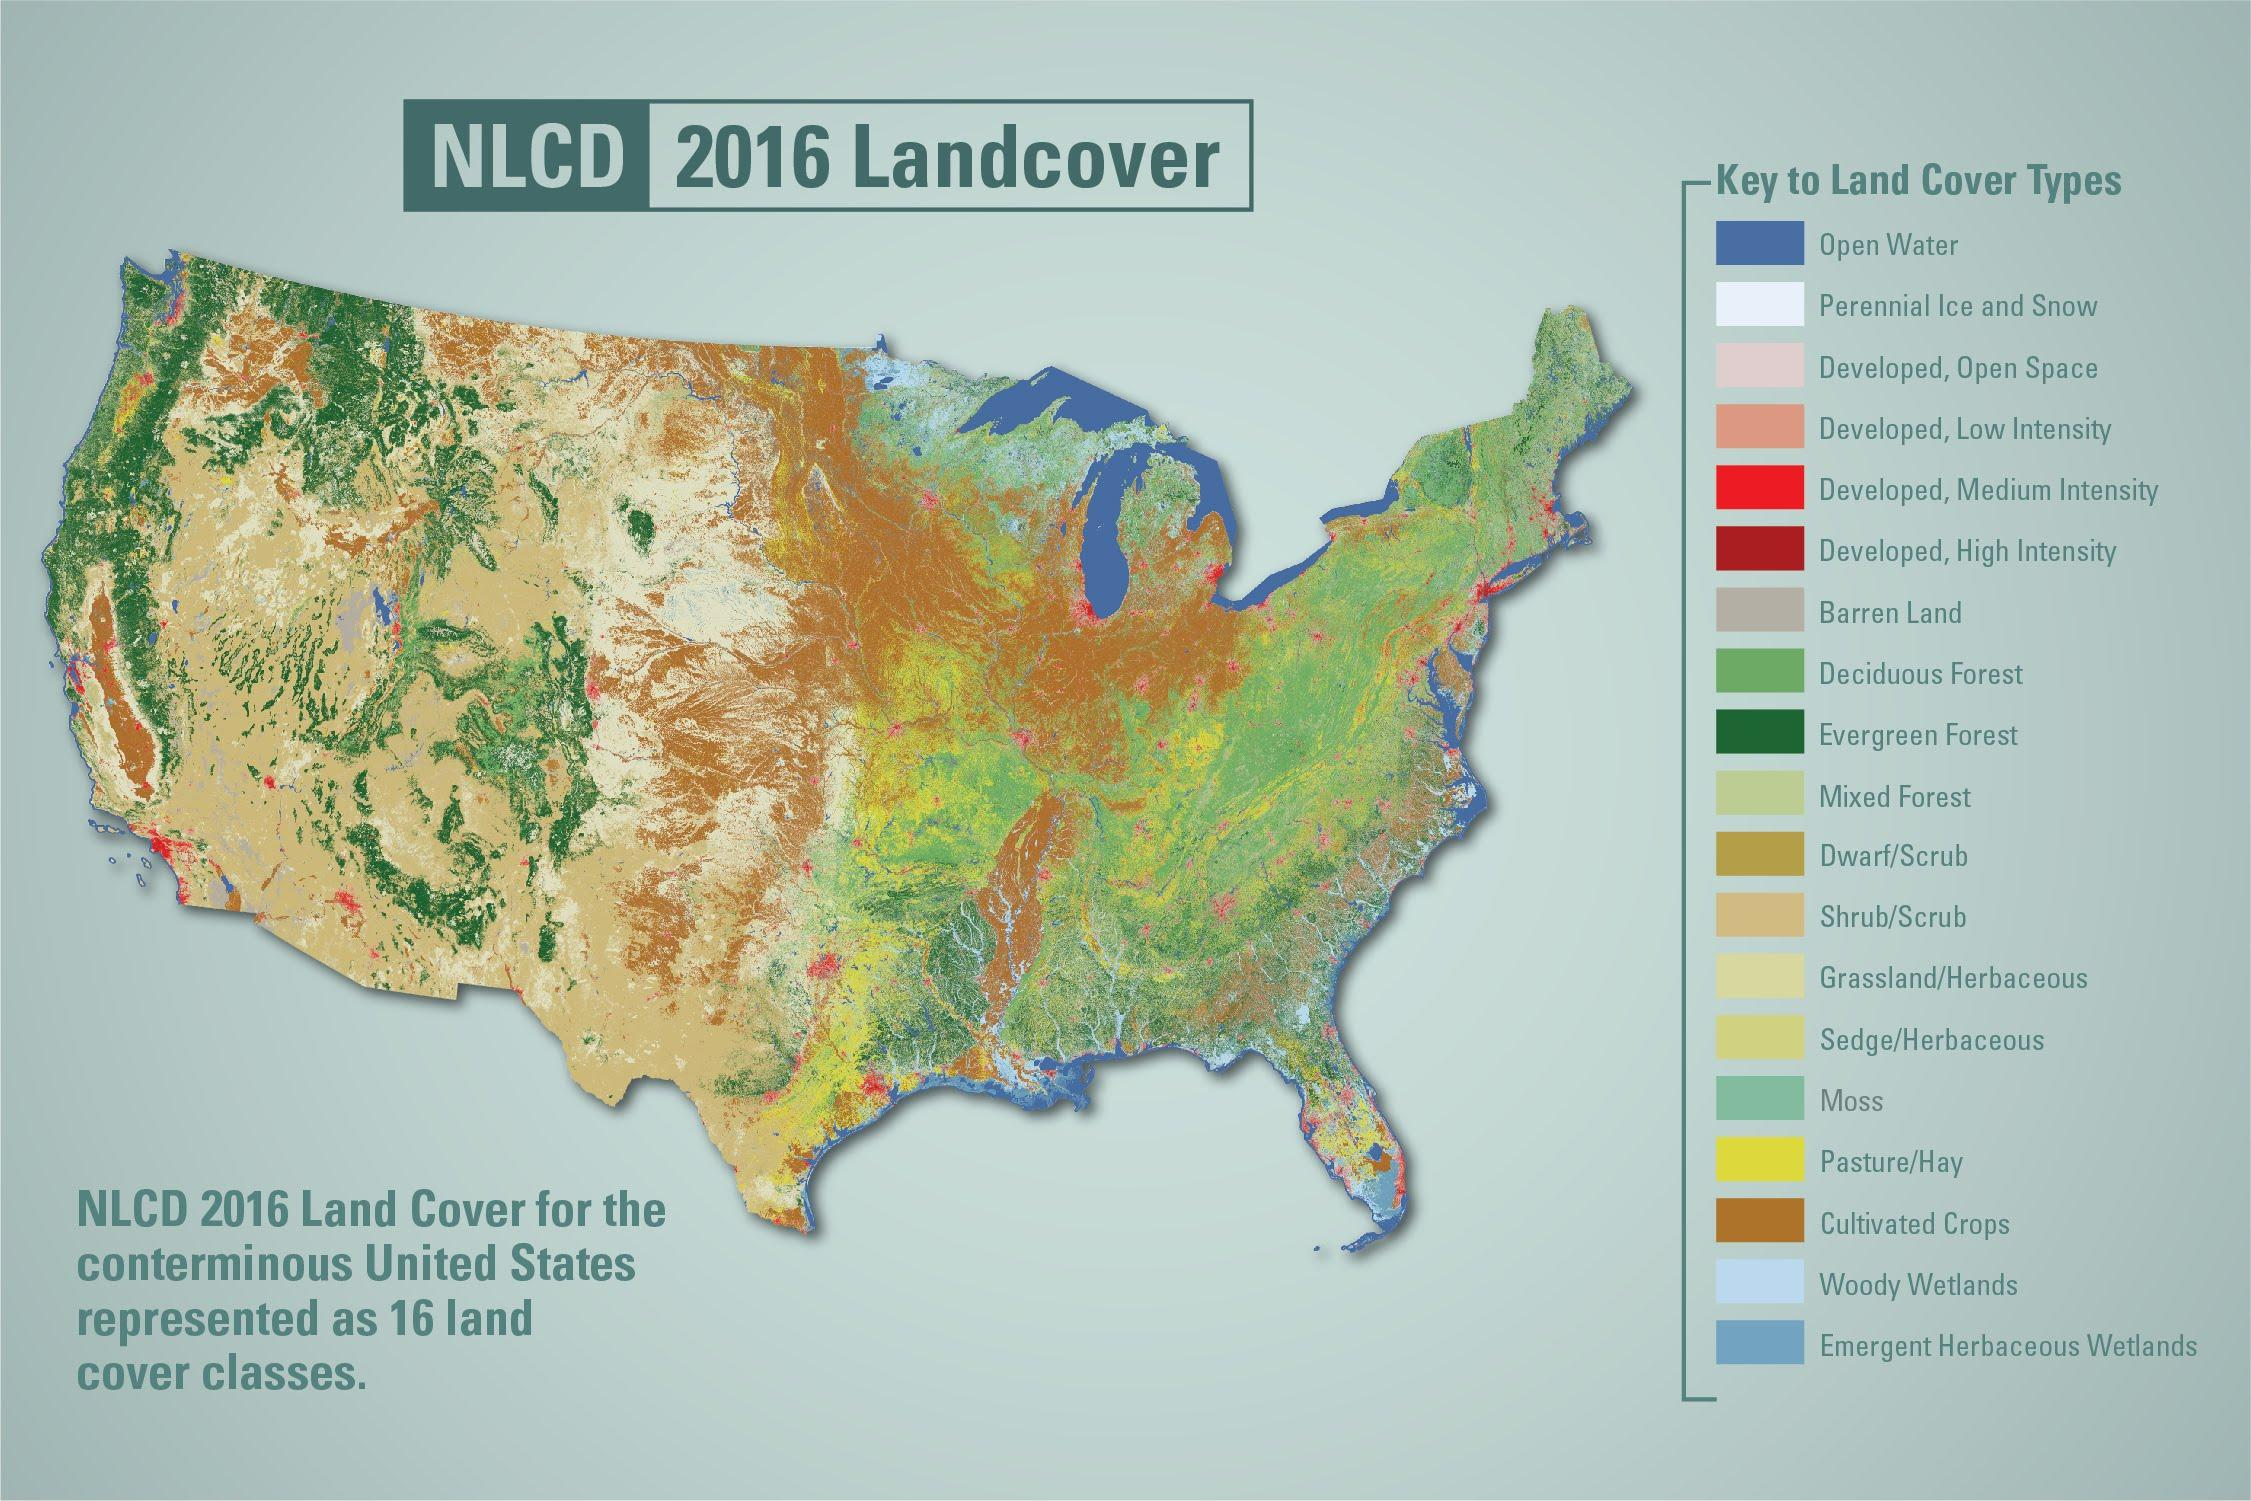 NLCD 2016 Landcover
Key to Land Cover Types
Open Water
Perennial Ice and Snow
Developed, Open Space
Developed, Low Intensity
Developed, Medium Intensity
Developed, High Intensity
Barren Land
Deciduous Forest
Evergreen Forest
Mixed Forest
Dwarf/Scrub
Shrub/Scrub
Grassland/Herbaceous
Sedge/Herbaceous
Moss
Pasture/Hay
Cultivated Crops
Woody Wetlands
Emergent Herbaceous Wetlands
NLCD 2016 Land Cover for the
conterminous United States
represented as 16 land
cover classes.